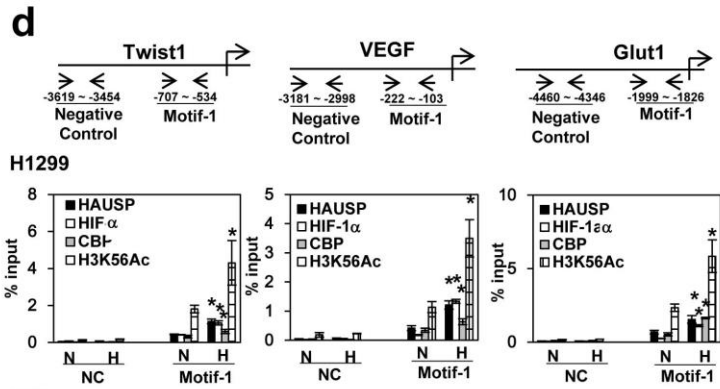 d
Twist1
VEGF
Glut1
-3619 ~ -3454
-707 ~ -534
-3181 ~ -2998
-222 ~ -103
-4460 ~ -4346
-1999 ~ -1826
Negative
Control
Motif-1
Negative
Control
Motif-1
Negative
Control
Motif-1
H1299
% input
8
6
4
2
0
HAUSP
HIF α
CBP
H3K56Ac
* * * *
N H N H
NC Motif-1
% input
5
4
3
2
1
0
HAUSP
HIF-1α
CBP
H3K56Ac
* * * *
N H N H
NC Motif-1
% input
10
5
0
HAUSP
HIF-1aα
CBP
H3K56Ac
* * * *
N H N H
NC Motif-1